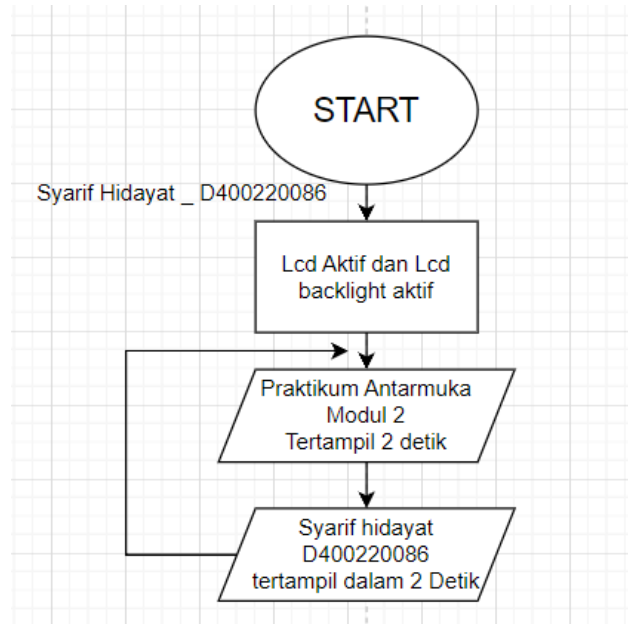 START
Syarif Hidayat _ D400220086
Lcd Aktif dan Lcd
backlight aktif
Praktikum Antarmuka
Modul 2
Tertampil 2 detik
Syarif hidayat
D400220086
tertampil dalam 2 Detik